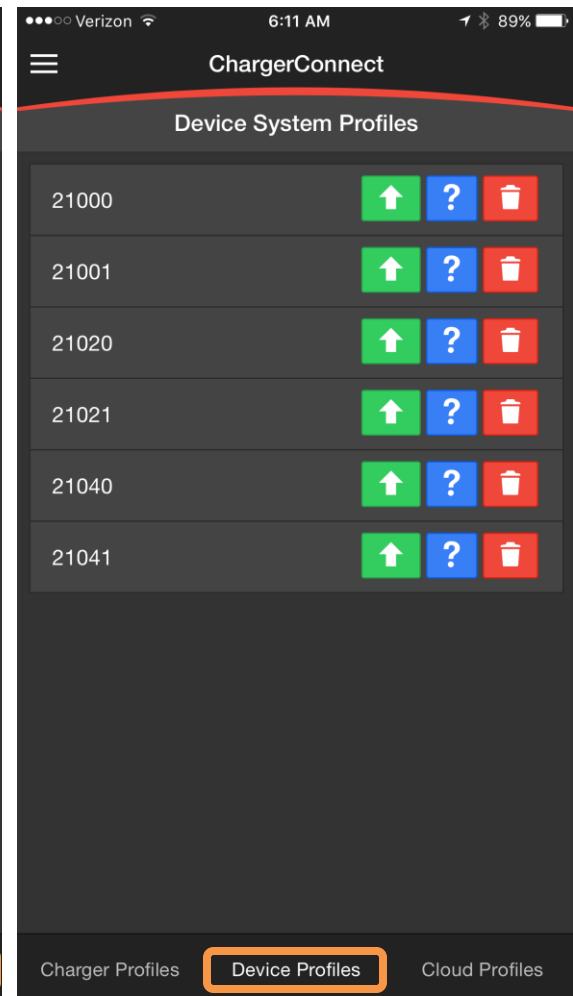 Verizon 6:11 AM 89%
ChargerConnect
Device System Profiles
21000 ?
21001 ?
21020 ?
21021 ?
21040 ?
21041 ?
Charger Profiles Device Profiles Cloud Profiles